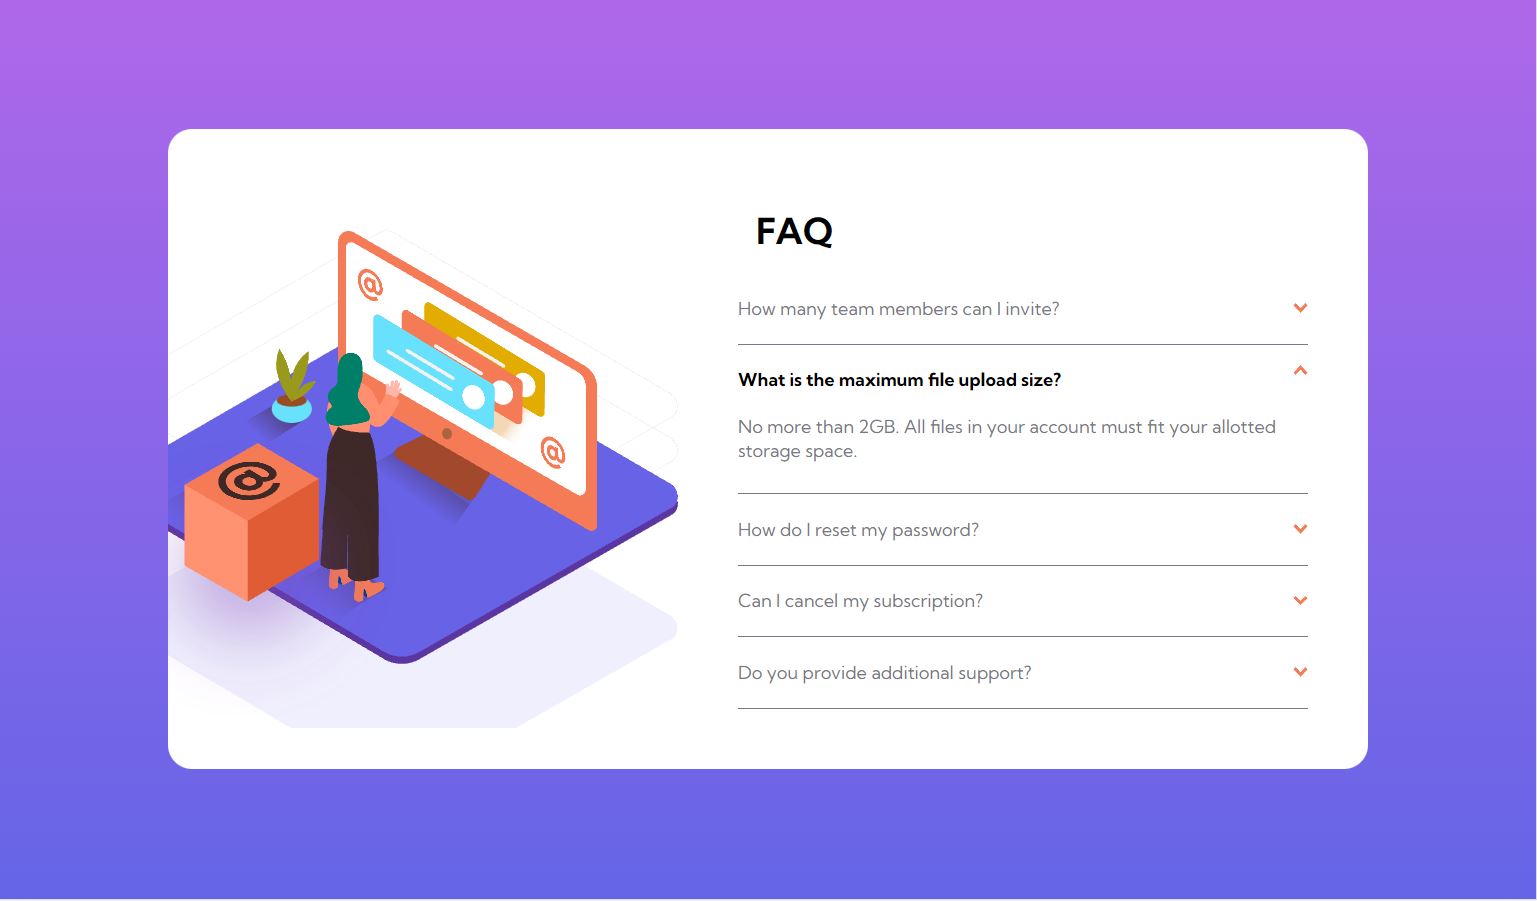 FAQ
How many team members can I invite?
What is the maximum file upload size?
No more than 2GB. All files in your account must fit your allotted
storage space.
How do I reset my password?
Can I cancel my subscription?
Do you provide additional support?
@
@
@